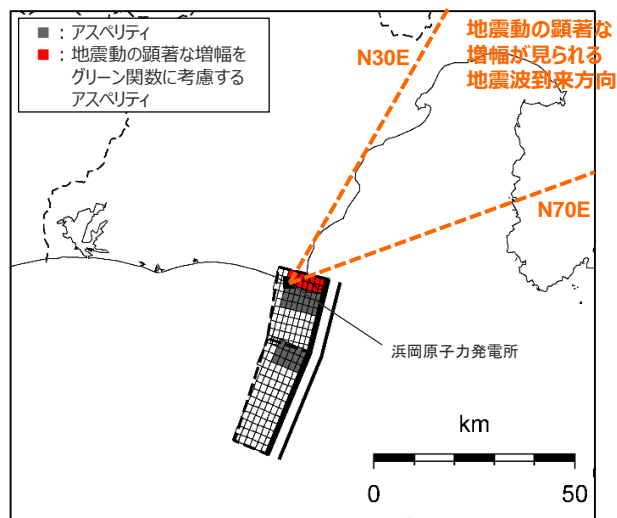 ■ : アスペリティ
■ : 地震動の顕著な増幅を
グリーン関数に考慮する
アスペリティ
地震動の顕著な
増幅が見られる
地震波到来方向
N30E
N70E
浜岡原子力発電所
km
0 50